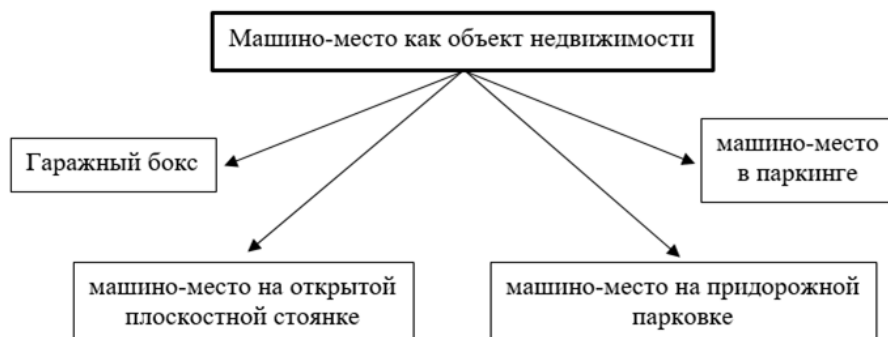 Машино-место как объект недвижимости
Гаражный бокс
машино-место
в паркинге
машино-место на открытой
плоскостной стоянке
машино-место на придорожной
парковке